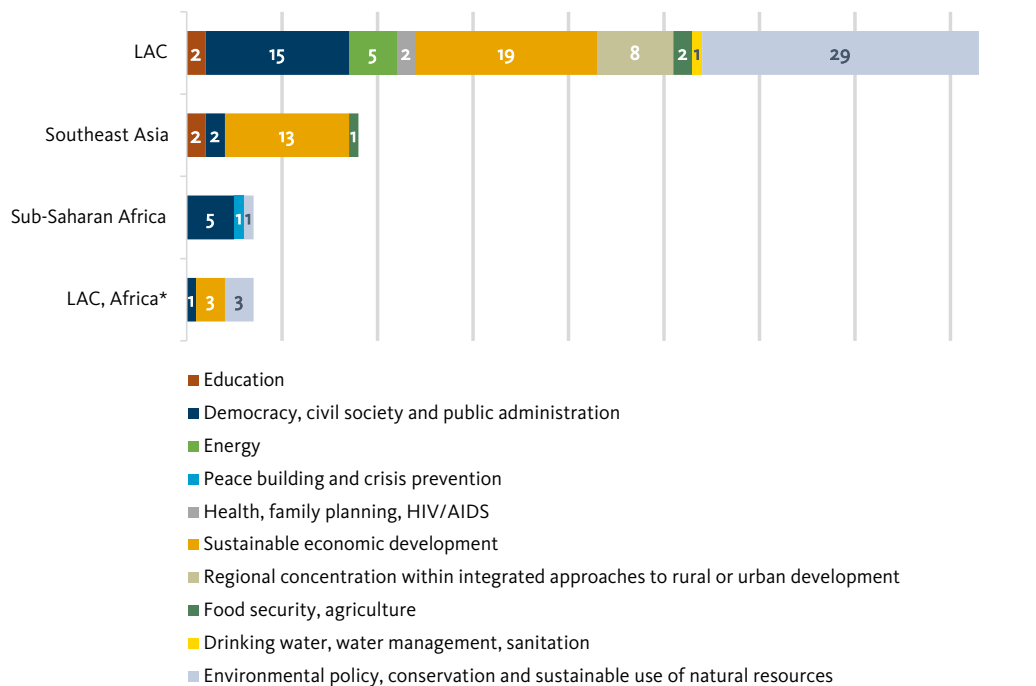 LAC 2 15 5 2 19 8 2 1 29
Southeast Asia 2 2 13 1
Sub-Saharan Africa 5 1 1
LAC, Africa* 1 3 3
Education
Democracy, civil society and public administration
Energy
Peace building and crisis prevention
Health, family planning, HIV/AIDS
Sustainable economic development
Regional concentration within integrated approaches to rural or urban development
Food security, agriculture
Drinking water, water management, sanitation
Environmental policy, conservation and sustainable use of natural resources